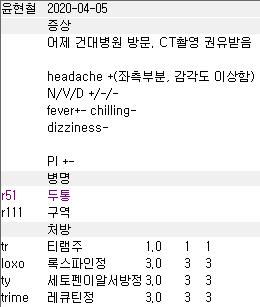 윤현철 2020-04-05
증상
어제 건대병원 방문, CT촬영 권유받음
headache +(좌측부분, 감각도 이상함)
N/V/D +/-/-
fever+- chilling-
dizziness-
PI +-
병명
r51 두통
r111 구역
처방
tr 티램주 1.0 1 1
loxo 록스파인정 3.0 3 3
ty 세토펜이알서방정 3.0 3 3
trime 레큐틴정 3.0 3 3